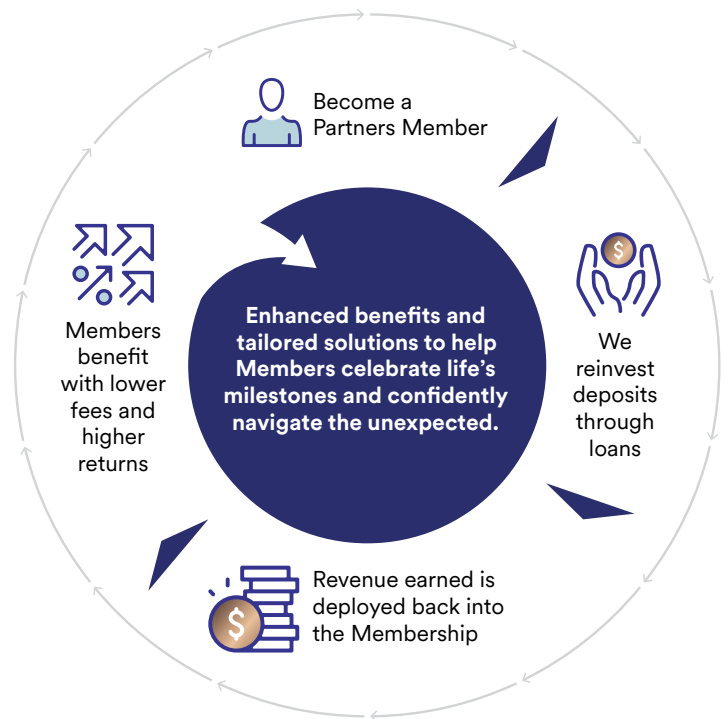 Become a
Partners Member
We
reinvest
deposits
through
loans
Revenue earned is
deployed back into
the Membership
Members
benefit
with lower
fees and
higher
returns
Enhanced benefits and
tailored solutions to help
Members celebrate life’s
milestones and confidently
navigate the unexpected.
$
$